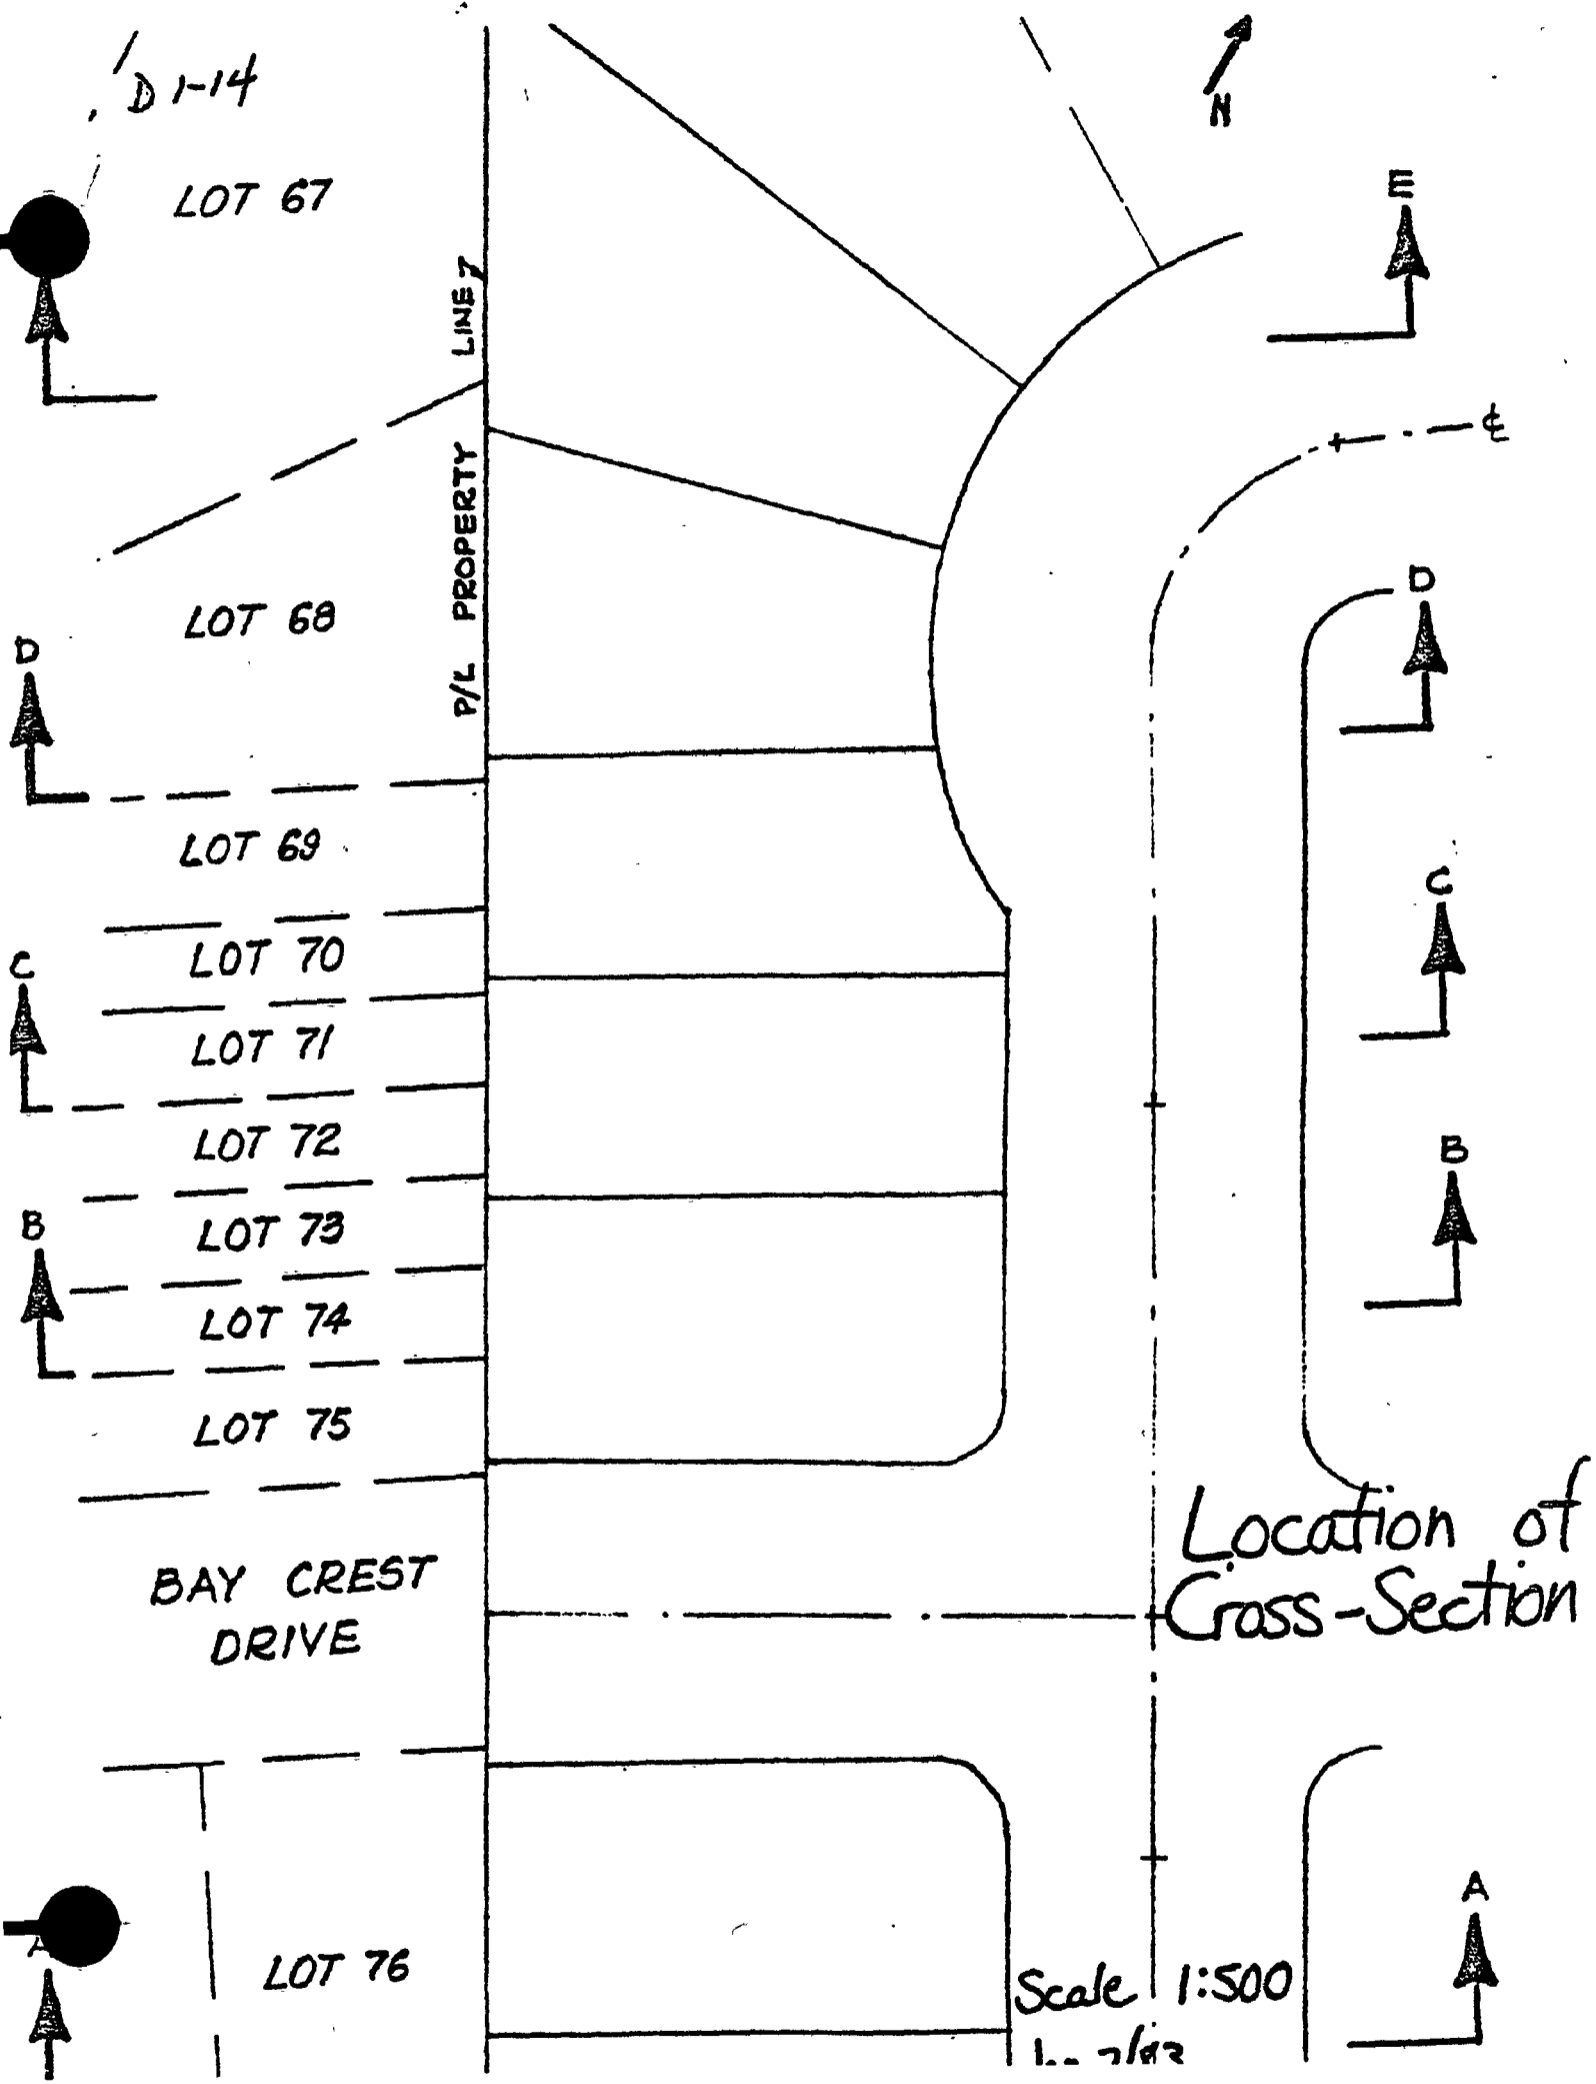 D 1-14
N
LOT 67
E
P/L PROPERTY LINE
℄
D
LOT 68
D
LOT 69
C
LOT 70
C
LOT 71
LOT 72
B
B
LOT 73
LOT 74
LOT 75
Location of
Cross-Section
BAY CREST
DRIVE
A
A
LOT 76
Scale 1:500